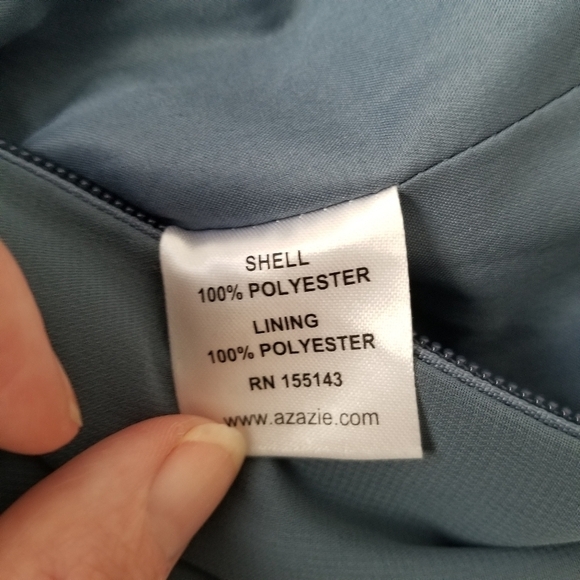 SHELL
100% POLYESTER
LINING
100% POLYESTER
RN 155143
www.azazie.com